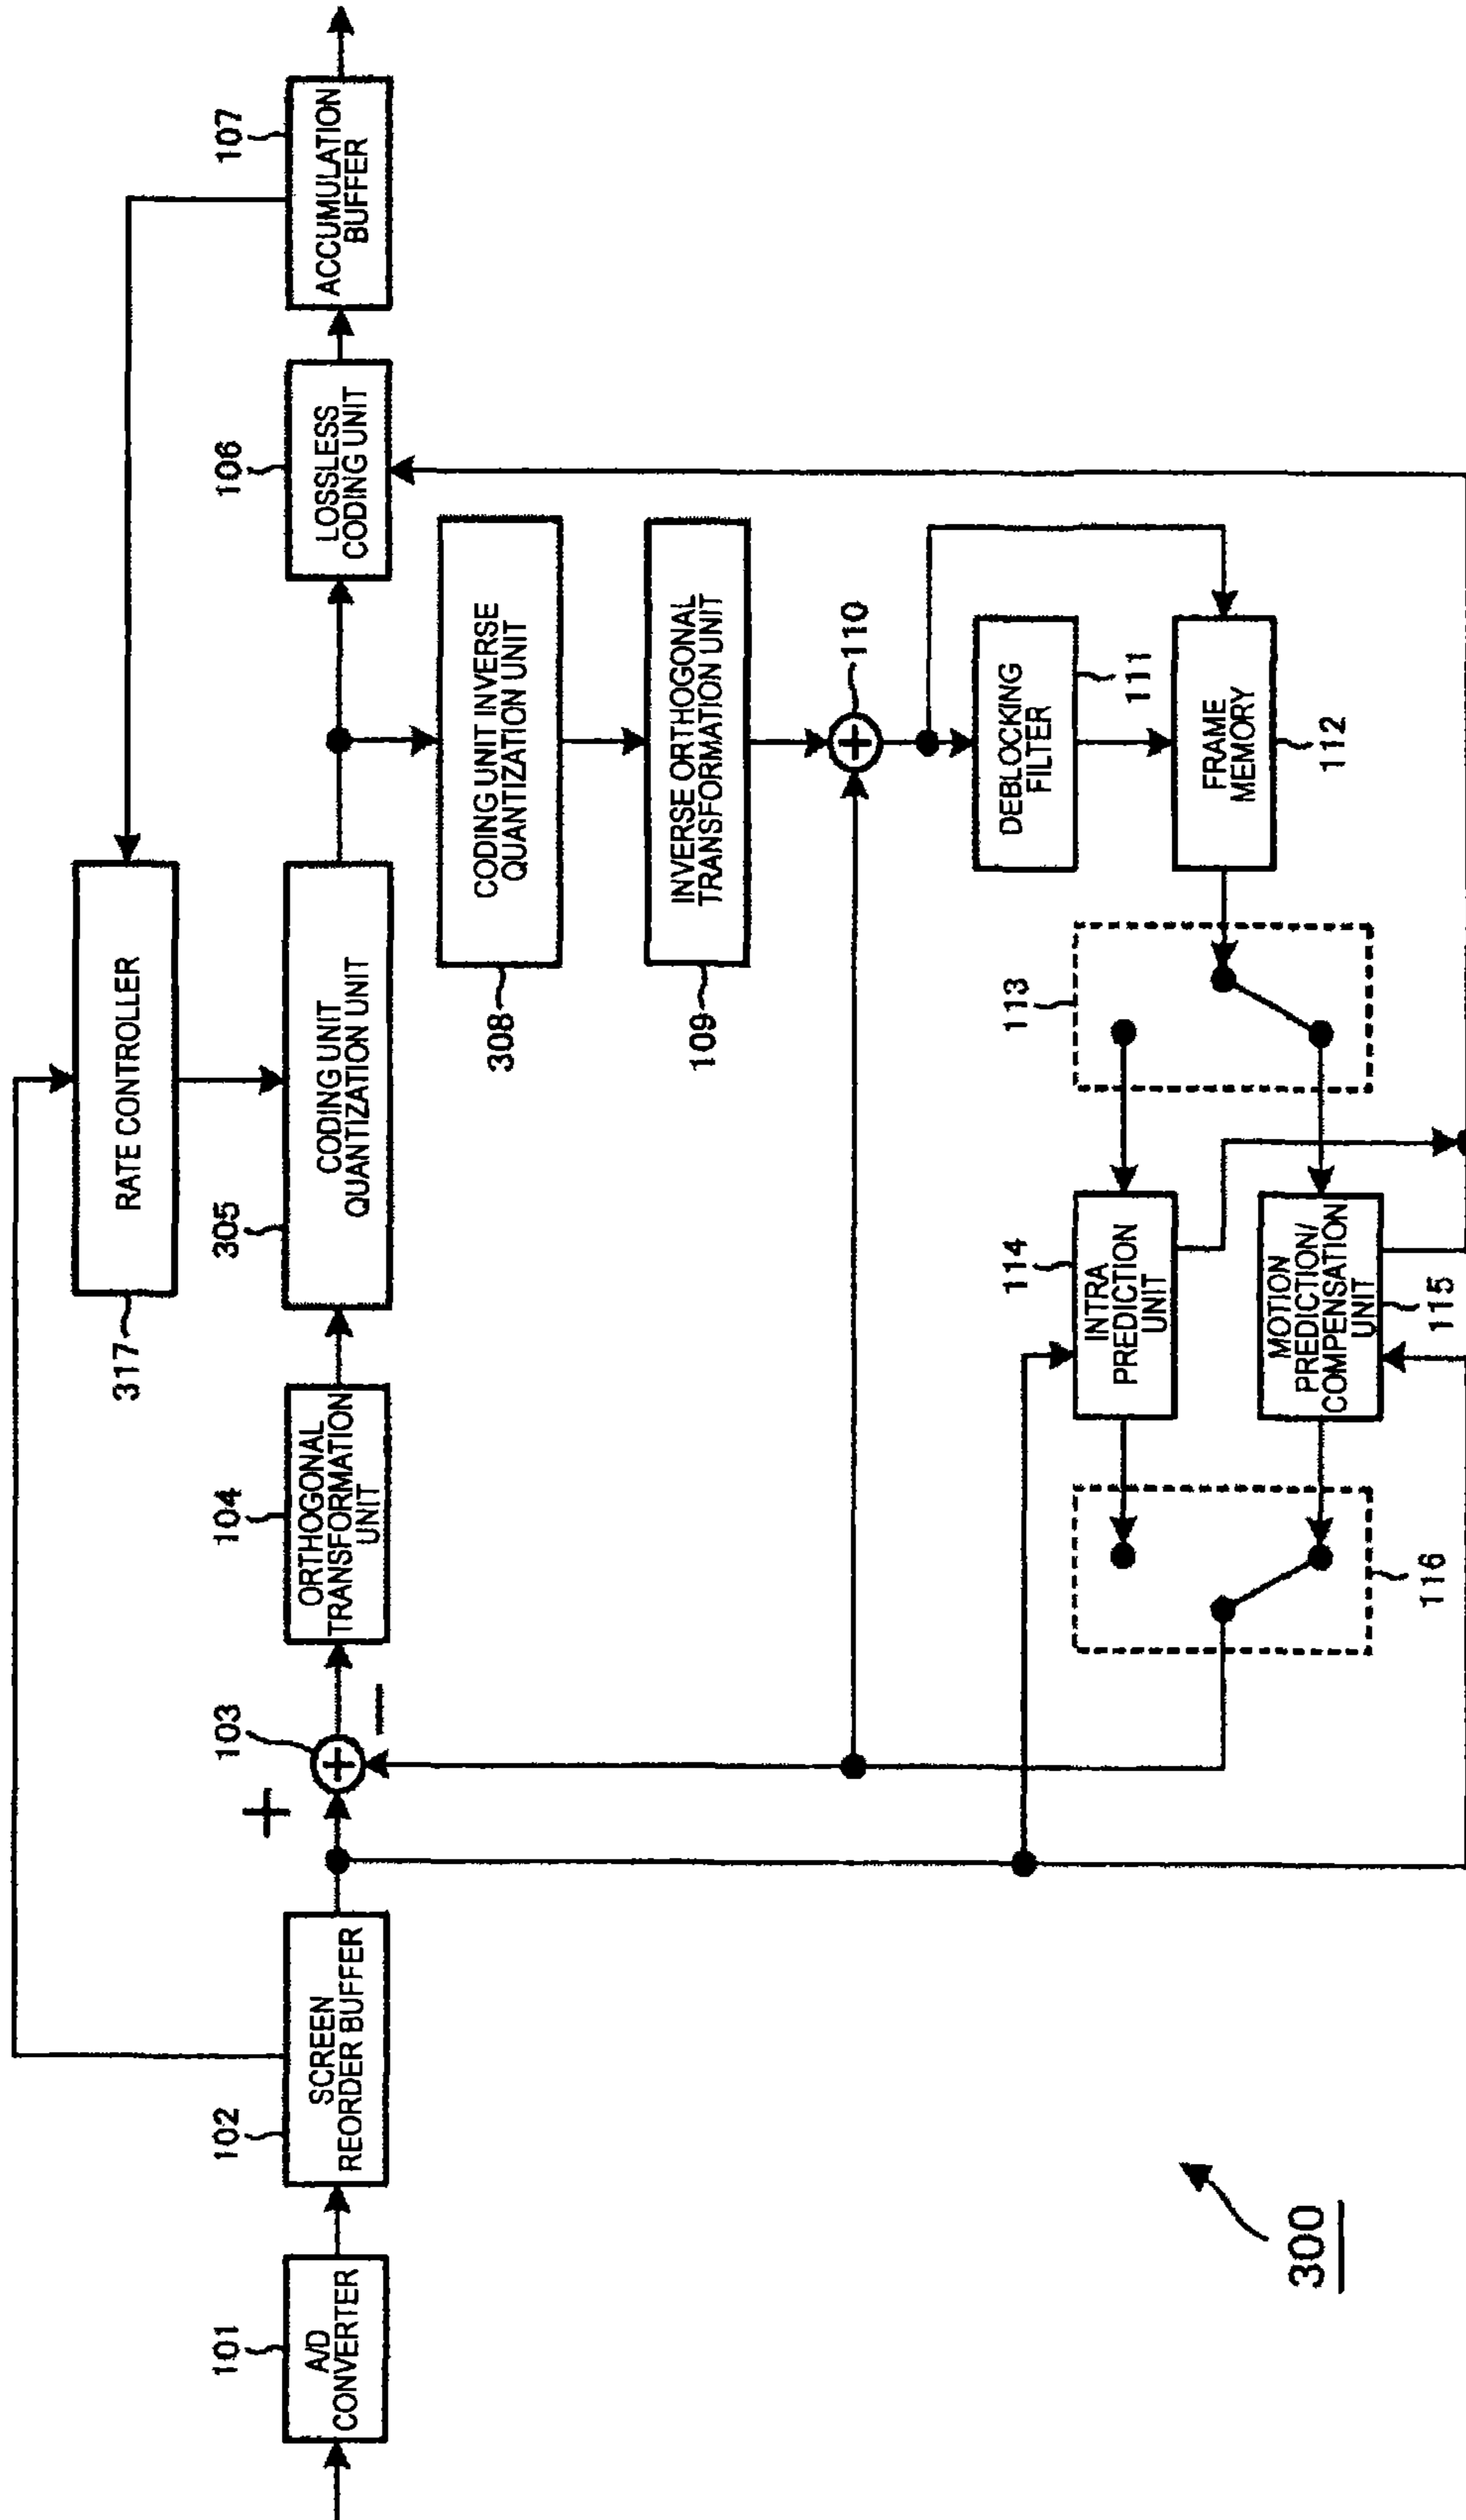 317
RATE CONTROLLER
101
A/D
CONVERTER
102
SCREEN
REORDER BUFFER
+
103
+
−
104
ORTHOGONAL
TRANSFORMATION
UNIT
305
CODING UNIT
QUANTIZATION UNIT
106
LOSSLESS
CODING UNIT
107
ACCUMULATION
BUFFER
308
CODING UNIT INVERSE
QUANTIZATION UNIT
109
INVERSE ORTHOGONAL
TRANSFORMATION UNIT
+
110
DEBLOCKING
FILTER
111
FRAME
MEMORY
112
113
114
INTRA
PREDICTION
UNIT
MOTION
PREDICTION/
COMPENSATION
UNIT
115
116
300